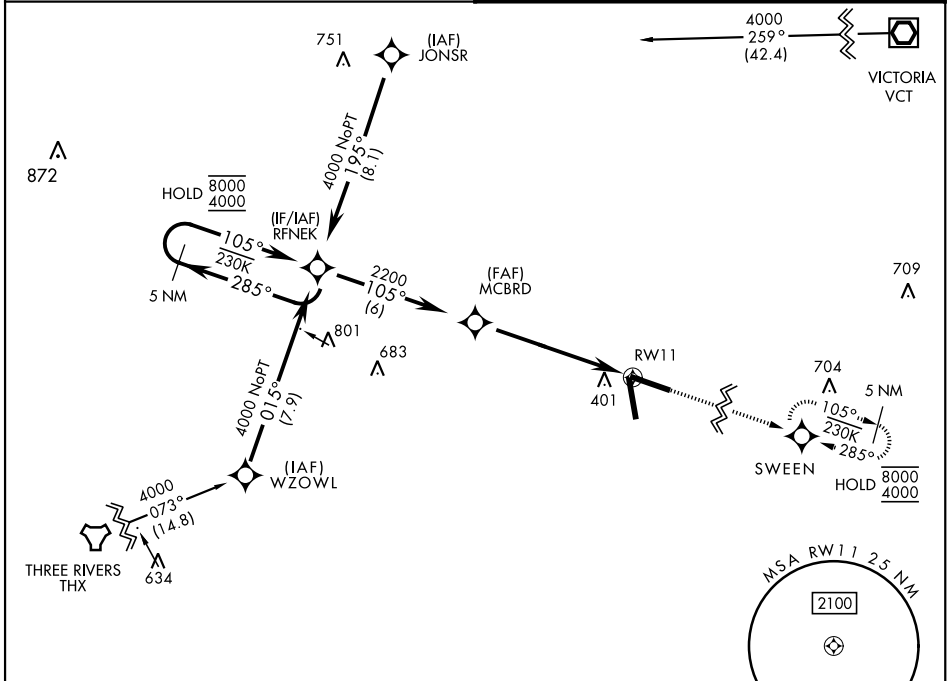 751
(IAF)
JONSR
4000
259°
(42.4)
VICTORIA
VCT
872
4000 NoPT
195°
(8.1)
HOLD 8000
4000
(IF/IAF)
RFNEK
105°
230K
285°
5 NM
2200
105°
(6)
(FAF)
MCBRD
709
801
683
RW11
401
704
5 NM
105°
230K
285°
SWEEN
HOLD 8000
4000
4000 NoPT
015°
(7.9)
(IAF)
WZOWL
4000
073°
(14.8)
THREE RIVERS
THX
634
MSA RW11 25 NM
2100